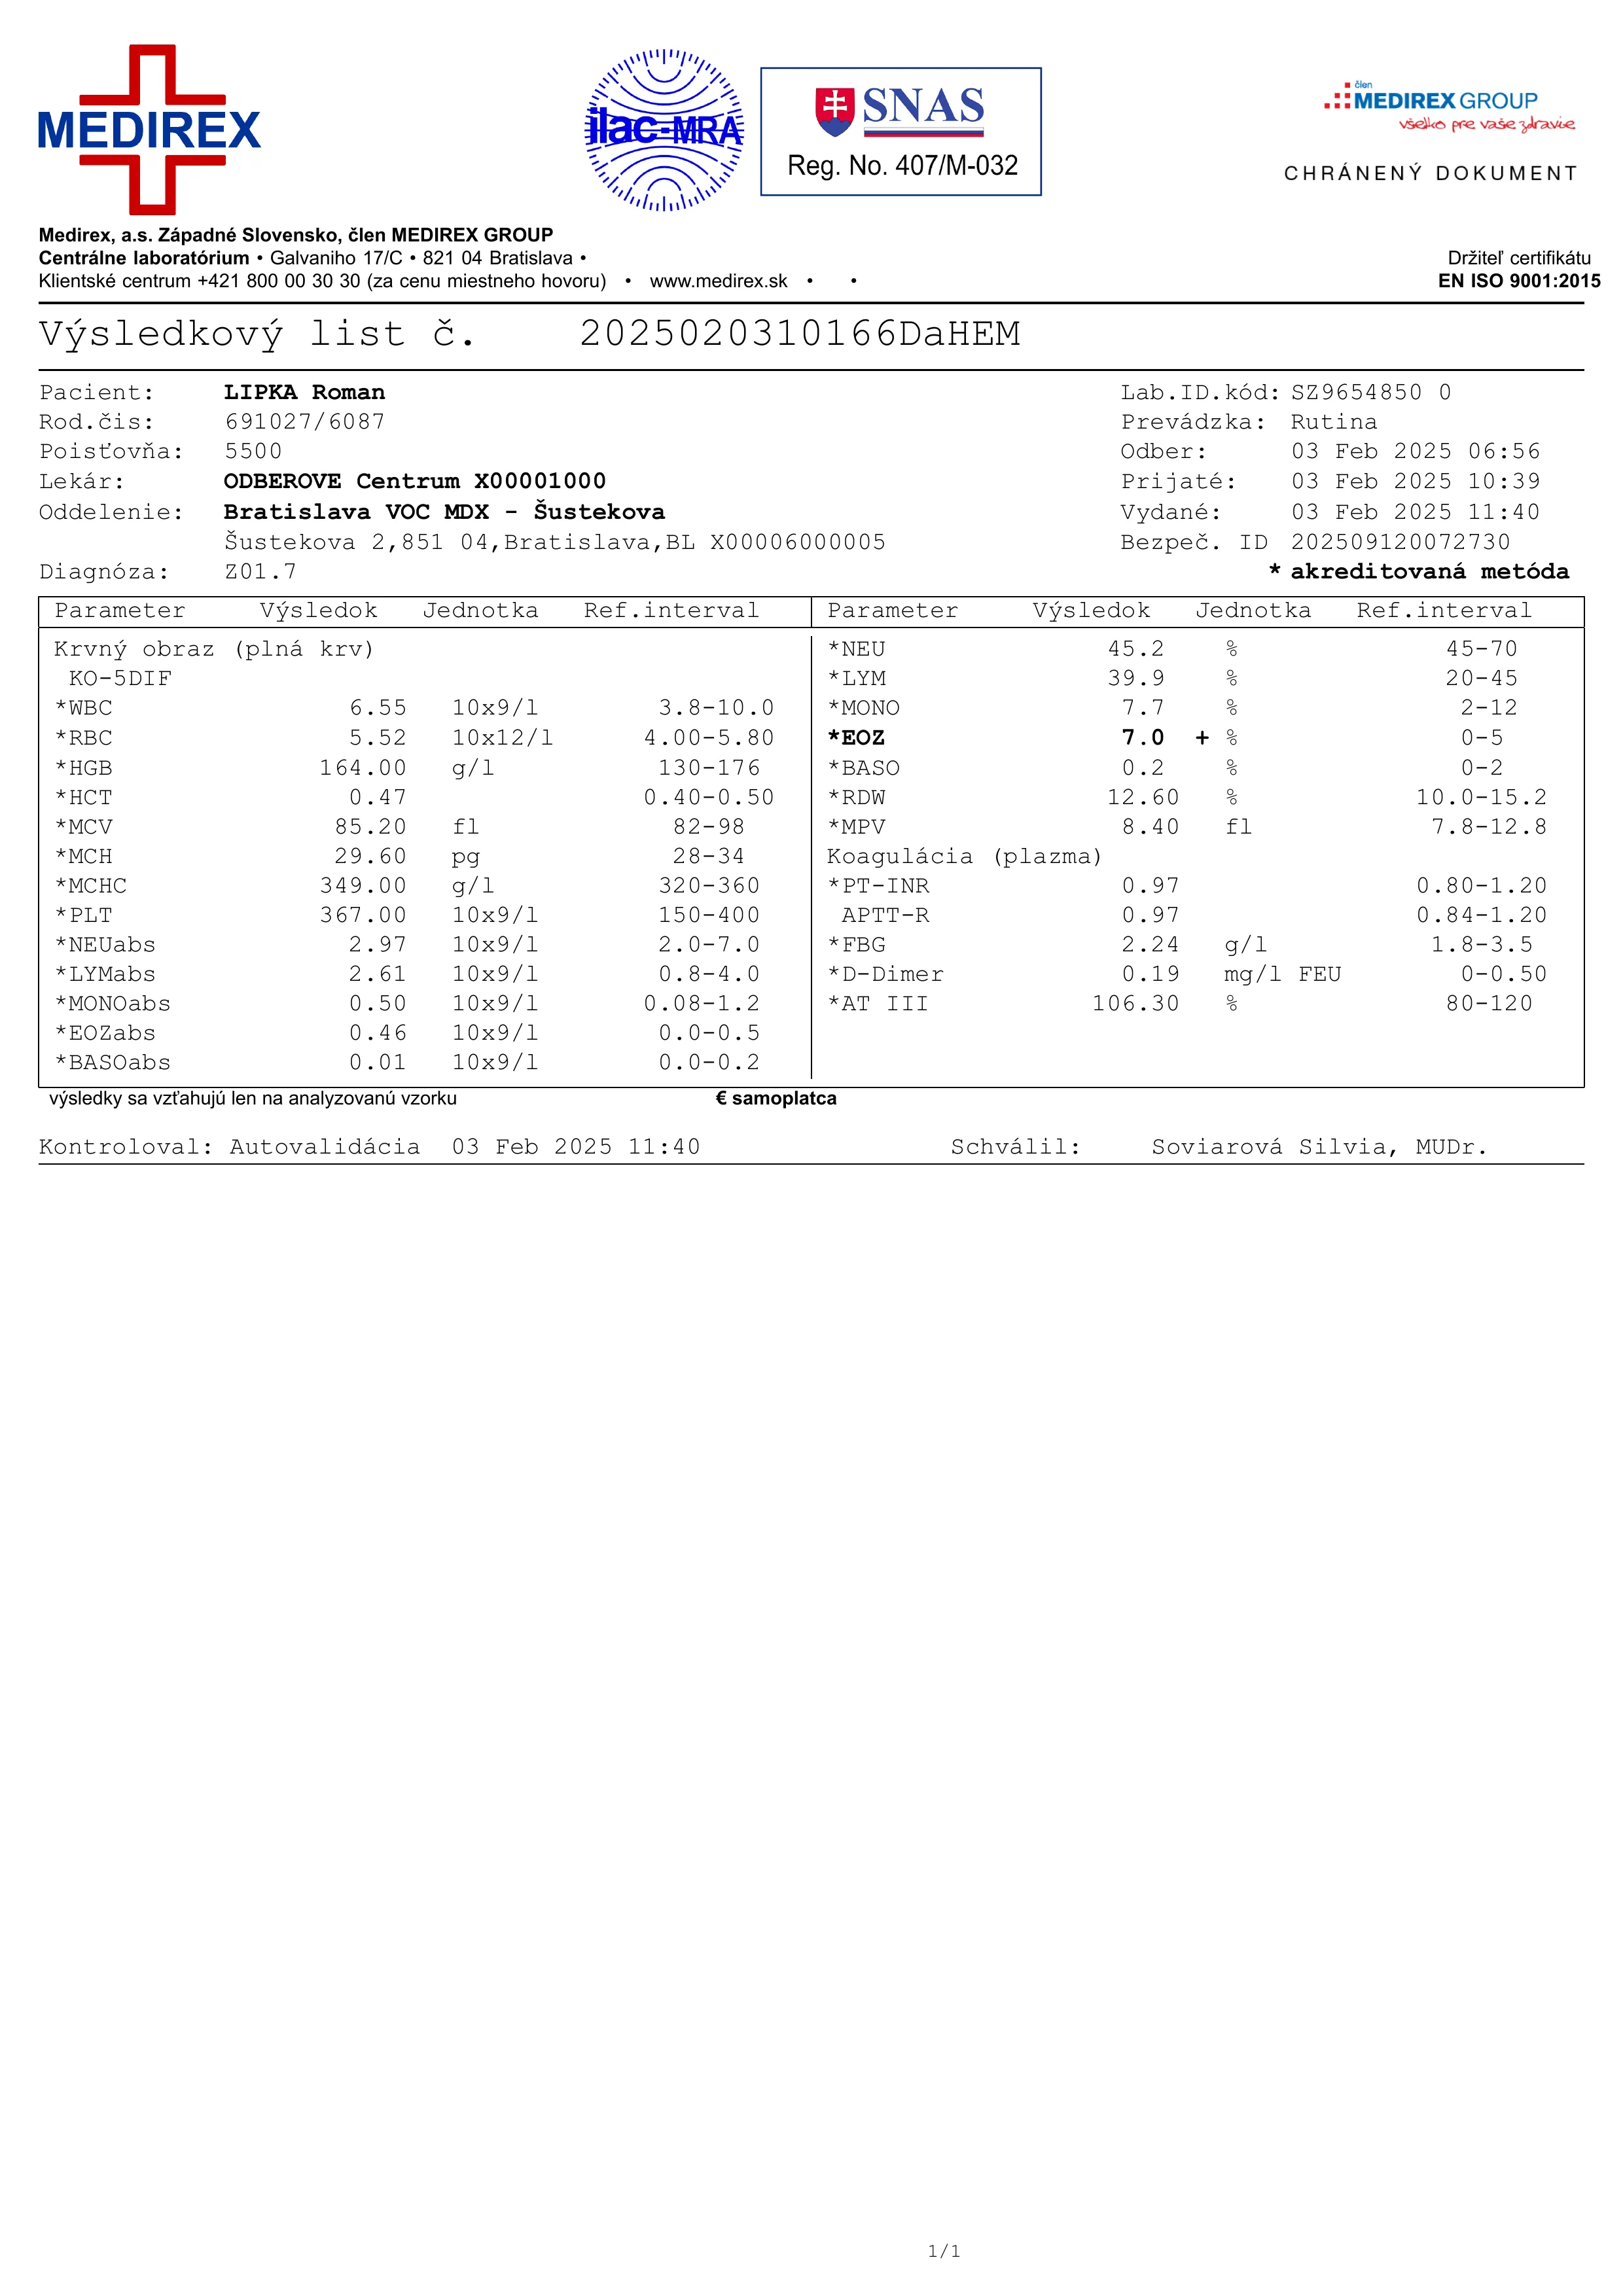 MEDIREX
ilac-MRA
SNAS
Reg. No. 407/M-032
člen
MEDIREX GROUP
všetko pre vaše zdravie
CHRÁNENÝ DOKUMENT
Medirex, a.s. Západné Slovensko, člen MEDIREX GROUP
Centrálne laboratórium • Galvaniho 17/C • 821 04 Bratislava •
Držiteľ certifikátu
Klientské centrum +421 800 00 30 30 (za cenu miestneho hovoru) • www.medirex.sk • •
EN ISO 9001:2015
Výsledkový list č. 2025020310166DaHEM
Pacient: LIPKA Roman
Rod.čis: 691027/6087
Poisťovňa: 5500
Lekár: ODBEROVE Centrum X00001000
Oddelenie: Bratislava VOC MDX - Šustekova
Šustekova 2,851 04,Bratislava,BL X00006000005
Diagnóza: Z01.7
Lab.ID.kód: SZ9654850 0
Prevádzka: Rutina
Odber: 03 Feb 2025 06:56
Prijaté: 03 Feb 2025 10:39
Vydané: 03 Feb 2025 11:40
Bezpeč. ID 202509120072730
* akreditovaná metóda
Parameter Výsledok Jednotka Ref.interval
Krvný obraz (plná krv)
KO-5DIF
*WBC 6.55 10x9/l 3.8-10.0
*RBC 5.52 10x12/l 4.00-5.80
*HGB 164.00 g/l 130-176
*HCT 0.47 0.40-0.50
*MCV 85.20 fl 82-98
*MCH 29.60 pg 28-34
*MCHC 349.00 g/l 320-360
*PLT 367.00 10x9/l 150-400
*NEUabs 2.97 10x9/l 2.0-7.0
*LYMabs 2.61 10x9/l 0.8-4.0
*MONOabs 0.50 10x9/l 0.08-1.2
*EOZabs 0.46 10x9/l 0.0-0.5
*BASOabs 0.01 10x9/l 0.0-0.2
Parameter Výsledok Jednotka Ref.interval
*NEU 45.2 % 45-70
*LYM 39.9 % 20-45
*MONO 7.7 % 2-12
*EOZ 7.0 + % 0-5
*BASO 0.2 % 0-2
*RDW 12.60 % 10.0-15.2
*MPV 8.40 fl 7.8-12.8
Koagulácia (plazma)
*PT-INR 0.97 0.80-1.20
APTT-R 0.97 0.84-1.20
*FBG 2.24 g/l 1.8-3.5
*D-Dimer 0.19 mg/l FEU 0-0.50
*AT III 106.30 % 80-120
výsledky sa vzťahujú len na analyzovanú vzorku € samoplatca
Kontroloval: Autovalidácia 03 Feb 2025 11:40 Schválil: Soviarová Silvia, MUDr.
1/1